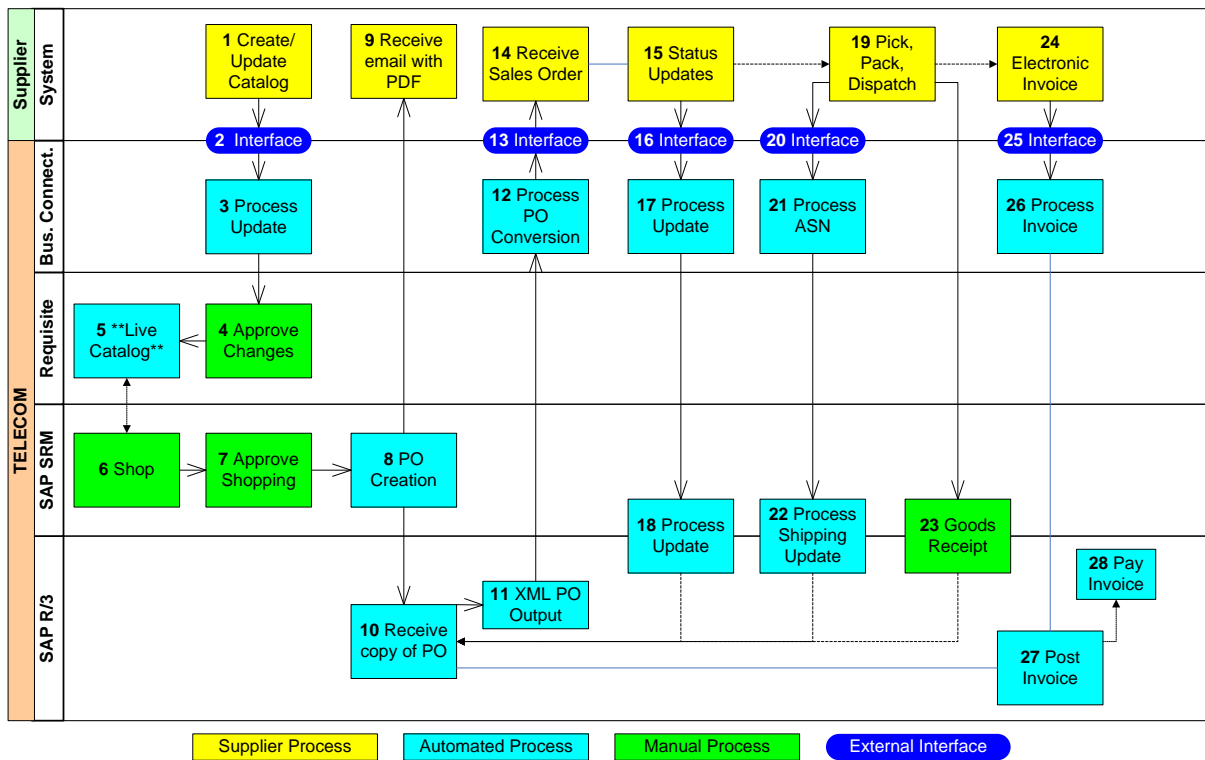 Supplier
System
1 Create/
Update
Catalog
9 Receive
email with
PDF
14 Receive
Sales Order
15 Status
Updates
19 Pick,
Pack,
Dispatch
24
Electronic
Invoice
2 Interface
13 Interface
16 Interface
20 Interface
25 Interface
TELECOM
Bus. Connect.
3 Process
Update
12 Process
PO
Conversion
17 Process
Update
21 Process
ASN
26 Process
Invoice
Requisite
5 **Live
Catalog**
4 Approve
Changes
SAP SRM
6 Shop
7 Approve
Shopping
8 PO
Creation
18 Process
Update
22 Process
Shipping
Update
23 Goods
Receipt
SAP R/3
10 Receive
copy of PO
11 XML PO
Output
28 Pay
Invoice
27 Post
Invoice
Supplier Process
Automated Process
Manual Process
External Interface